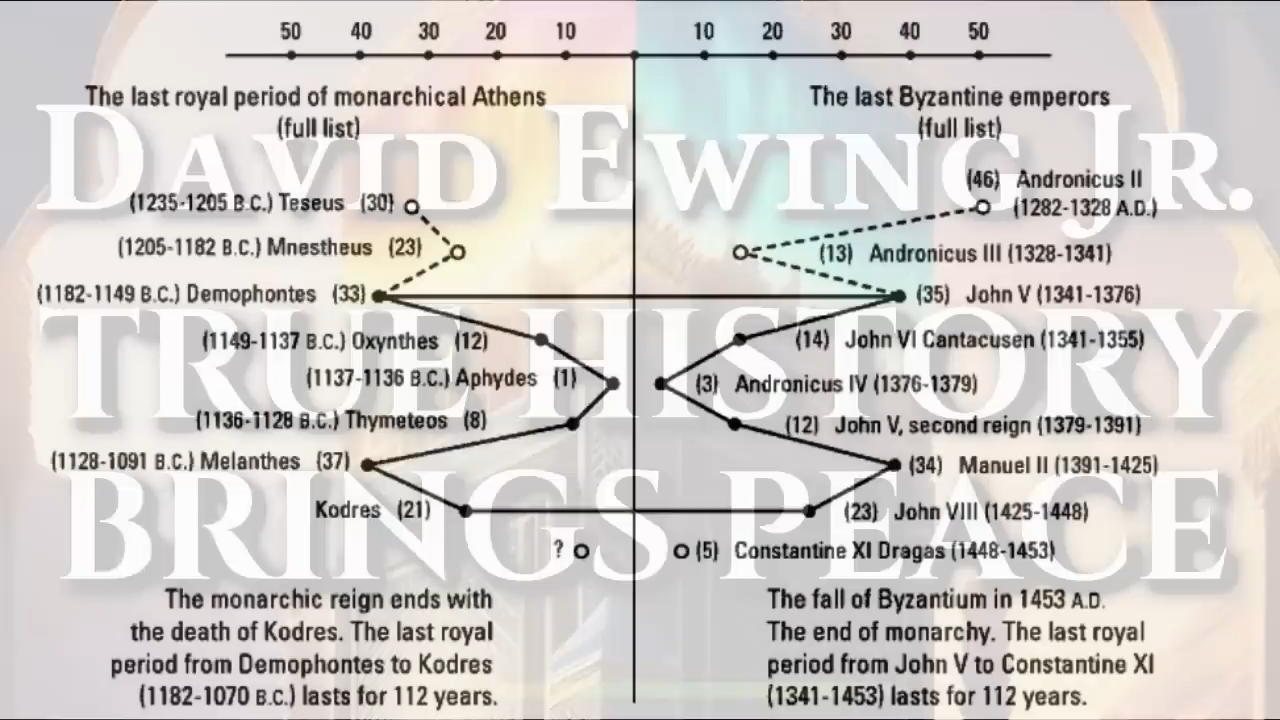 50 40 30 20 10 10 20 30 40 50
The last royal period of monarchical Athens
(full list)
The last Byzantine emperors
(full list)
DAVID EWING JR.
TRUE HISTORY
BRINGS PEACE
(1235-1205 B.C.) Teseus (30)
(1205-1182 B.C.) Mnestheus (23)
(1182-1149 B.C.) Demophontes (33)
(1149-1137 B.C.) Oxynthes (12)
(1137-1136 B.C.) Aphydes (1)
(1136-1128 B.C.) Thymeteos (8)
(1128-1091 B.C.) Melanthes (37)
Kodres (21)
?
(46) Andronicus II
(1282-1328 A.D.)
(13) Andronicus III (1328-1341)
(35) John V (1341-1376)
(14) John VI Cantacusen (1341-1355)
(3) Andronicus IV (1376-1379)
(12) John V, second reign (1379-1391)
(34) Manuel II (1391-1425)
(23) John VIII (1425-1448)
(5) Constantine XI Dragas (1448-1453)
The monarchic reign ends with
the death of Kodres. The last royal
period from Demophontes to Kodres
(1182-1070 B.C.) lasts for 112 years.
The fall of Byzantium in 1453 A.D.
The end of monarchy. The last royal
period from John V to Constantine XI
(1341-1453) lasts for 112 years.